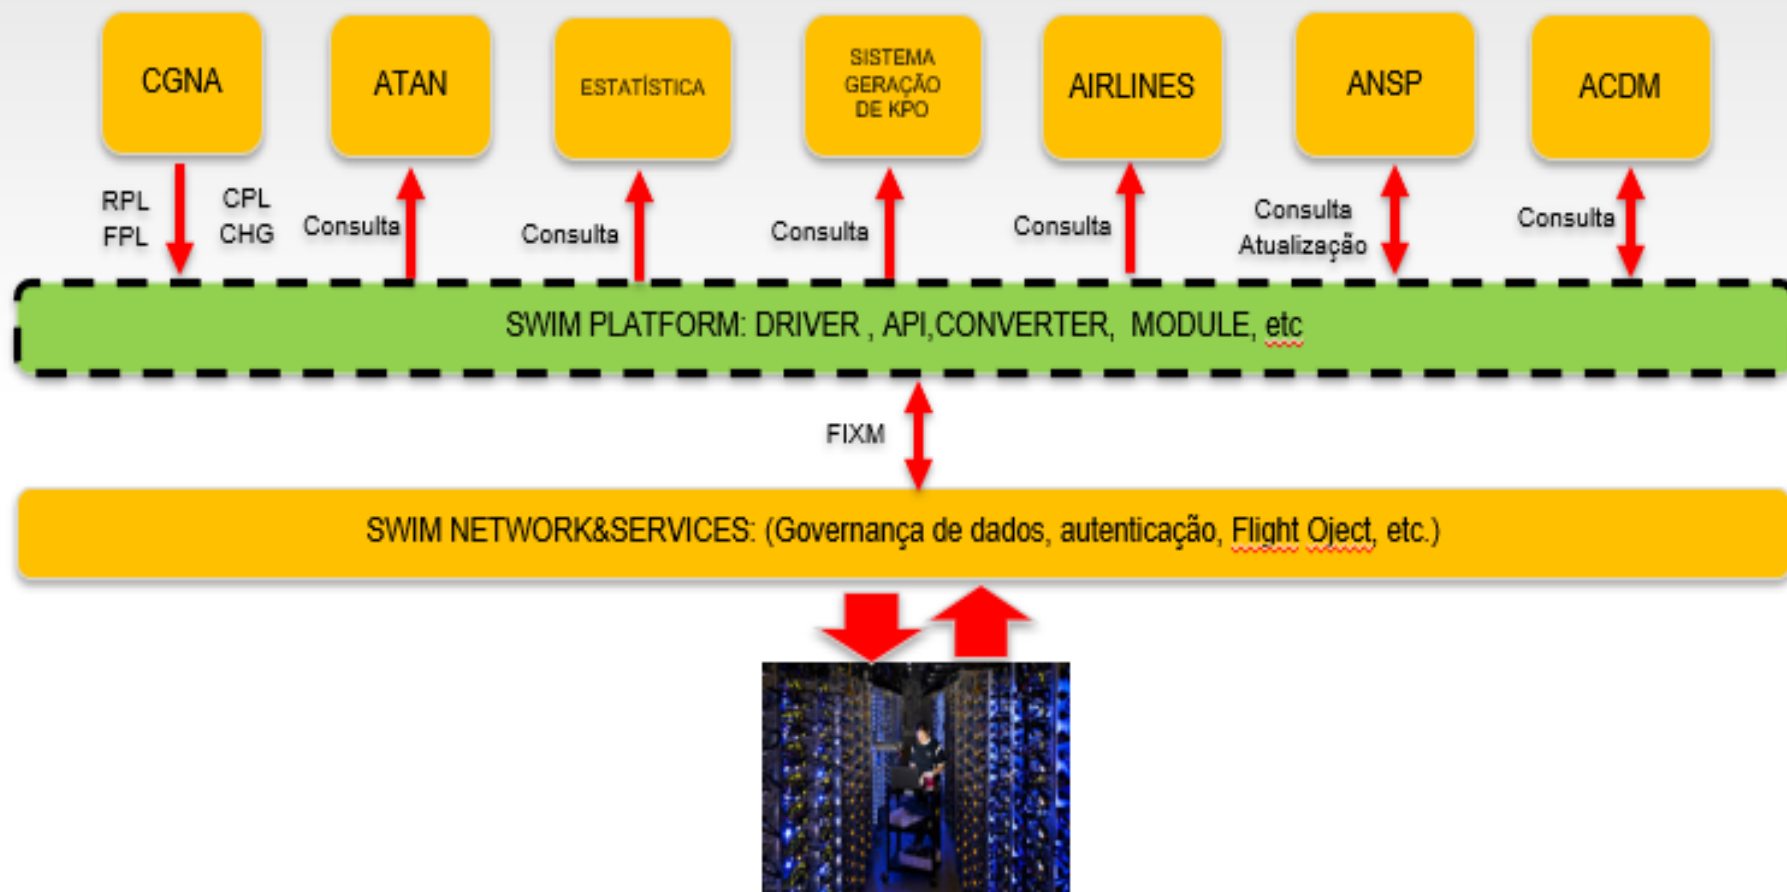 CGNA
ATAN
ESTATÍSTICA
SISTEMA
GERAÇÃO
DE KPO
AIRLINES
ANSP
ACDM
RPL
FPL
CPL
CHG
Consulta
Consulta
Consulta
Consulta
Consulta
Atualização
Consulta
SWIM PLATFORM: DRIVER , API,CONVERTER, MODULE, etc
FIXM
SWIM NETWORK&SERVICES: (Governança de dados, autenticação, Flight Oject, etc.)